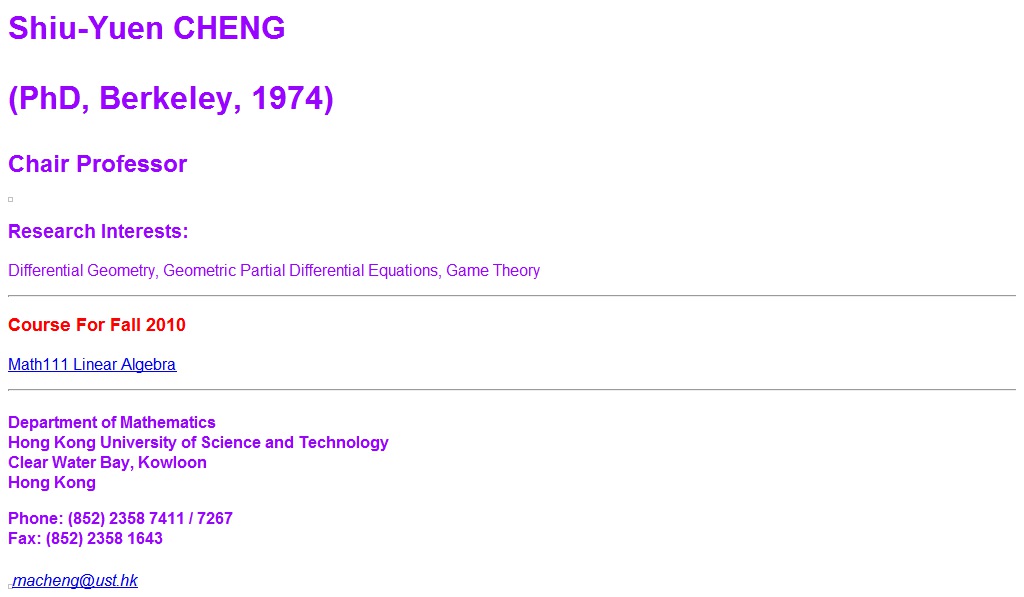 Shiu-Yuen CHENG
(PhD, Berkeley, 1974)
Chair Professor
Research Interests:
Differential Geometry, Geometric Partial Differential Equations, Game Theory
Course For Fall 2010
Math111 Linear Algebra
Department of Mathematics
Hong Kong University of Science and Technology
Clear Water Bay, Kowloon
Hong Kong
Phone: (852) 2358 7411 / 7267
Fax: (852) 2358 1643
macheng@ust.hk